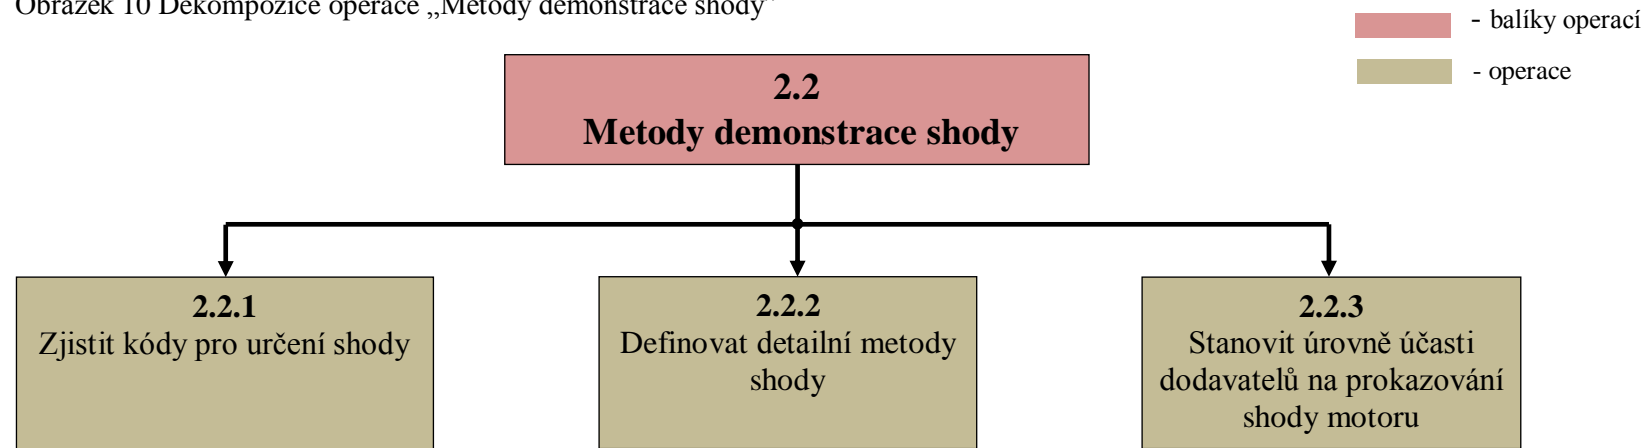 Obrázek 10 Dekompozice operace „Metody demonstrace shody“
- balíky operací
- operace
2.2
Metody demonstrace shody
2.2.1
Zjistit kódy pro určení shody
2.2.2
Definovat detailní metody
shody
2.2.3
Stanovit úrovně účasti
dodavatelů na prokazování
shody motoru